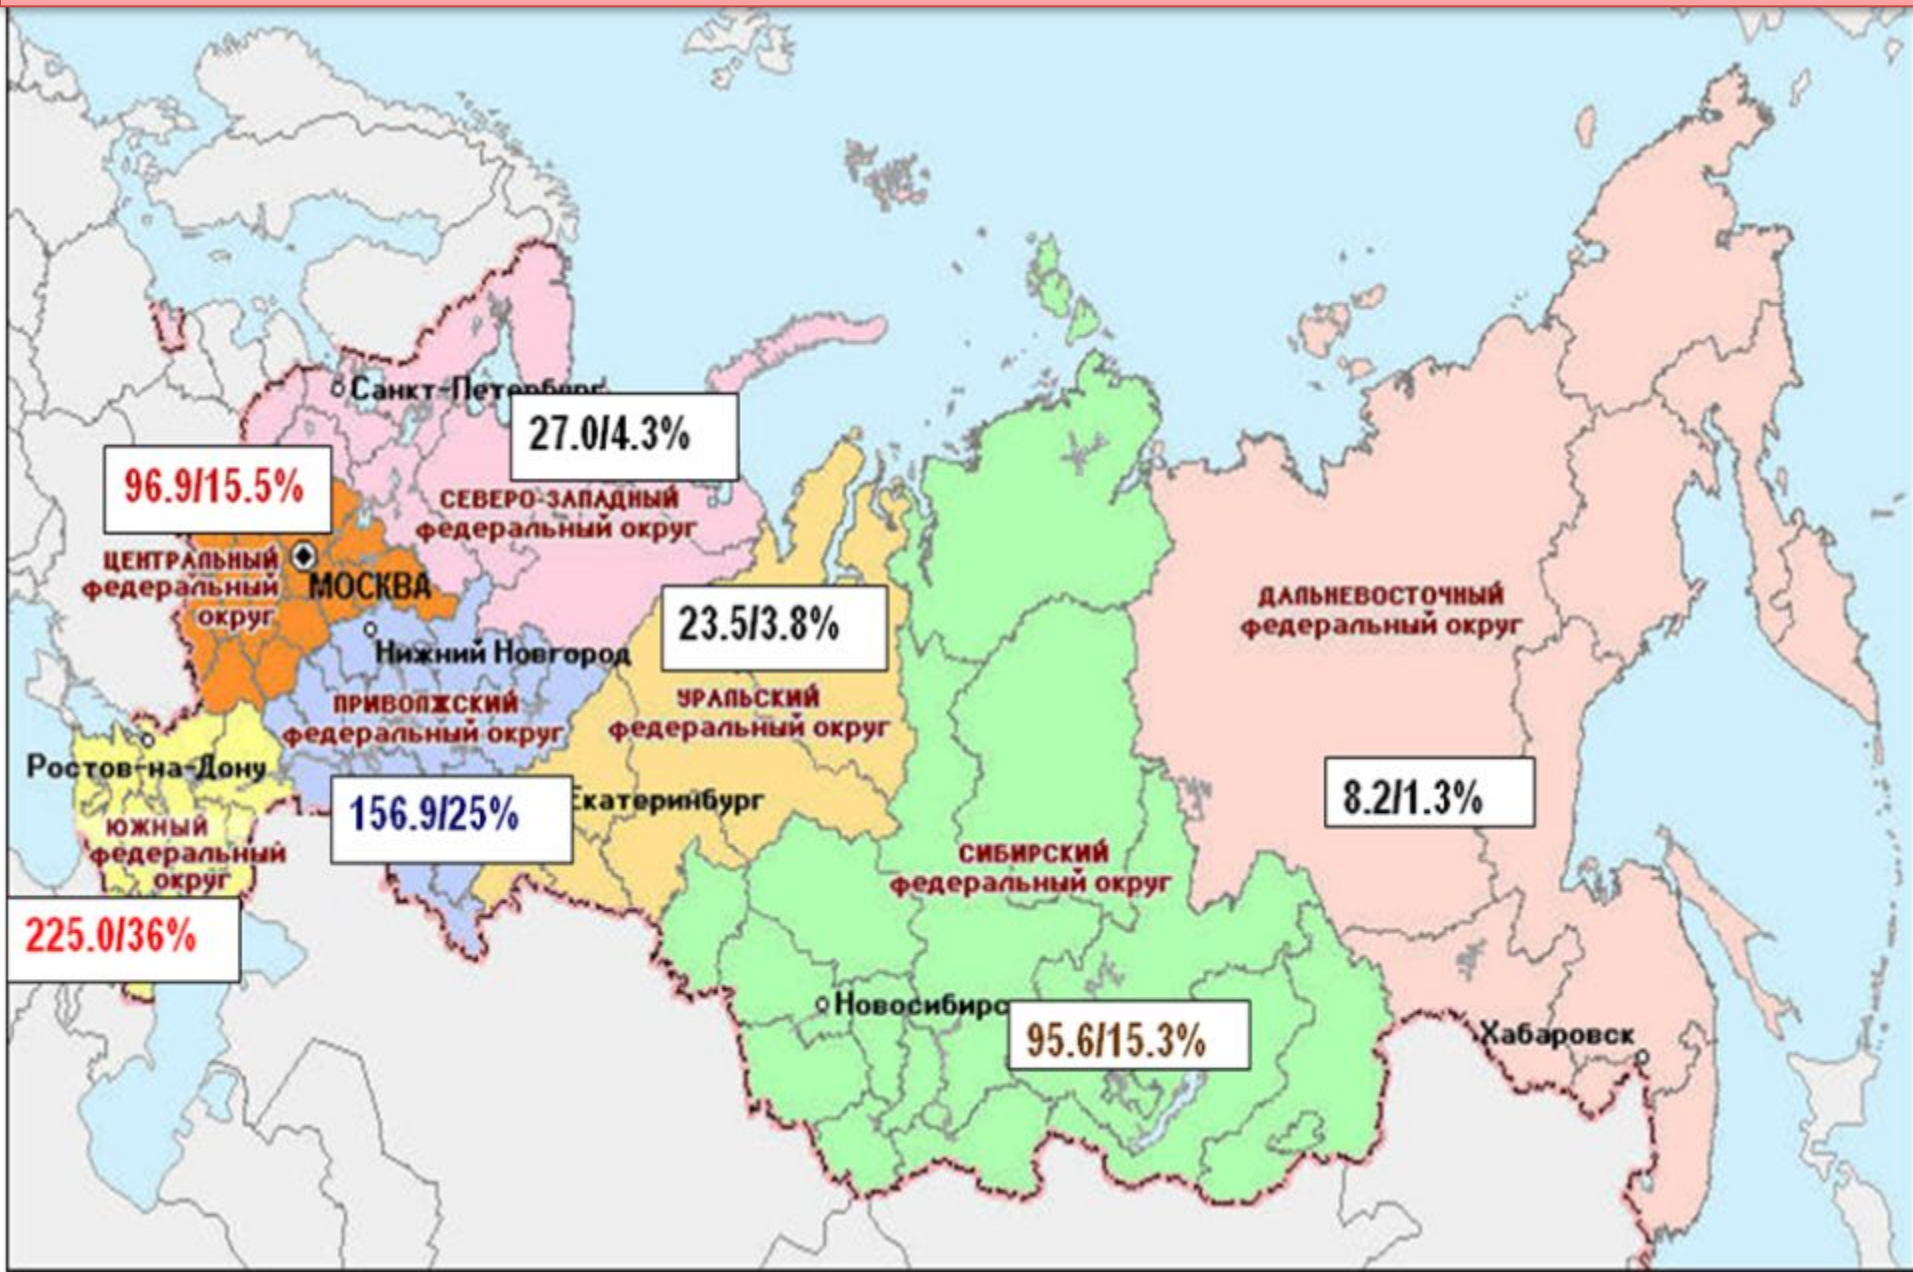 Санкт-Петербург
27.0/4.3%
96.9/15.5%
СЕВЕРО-ЗАПАДНЫЙ
федеральный округ
ЦЕНТРАЛЬНЫЙ
федеральный
округ
МОСКВА
ДАЛЬНЕВОСТОЧНЫЙ
федеральный округ
23.5/3.8%
Нижний Новгород
УРАЛЬСКИЙ
федеральный округ
ПРИВОЛЖСКИЙ
федеральный округ
Ростов-на-Дону
8.2/1.3%
Екатеринбург
156.9/25%
ЮЖНЫЙ
федеральный
округ
СИБИРСКИЙ
федеральный округ
225.0/36%
Новосибирс
95.6/15.3%
Хабаровск